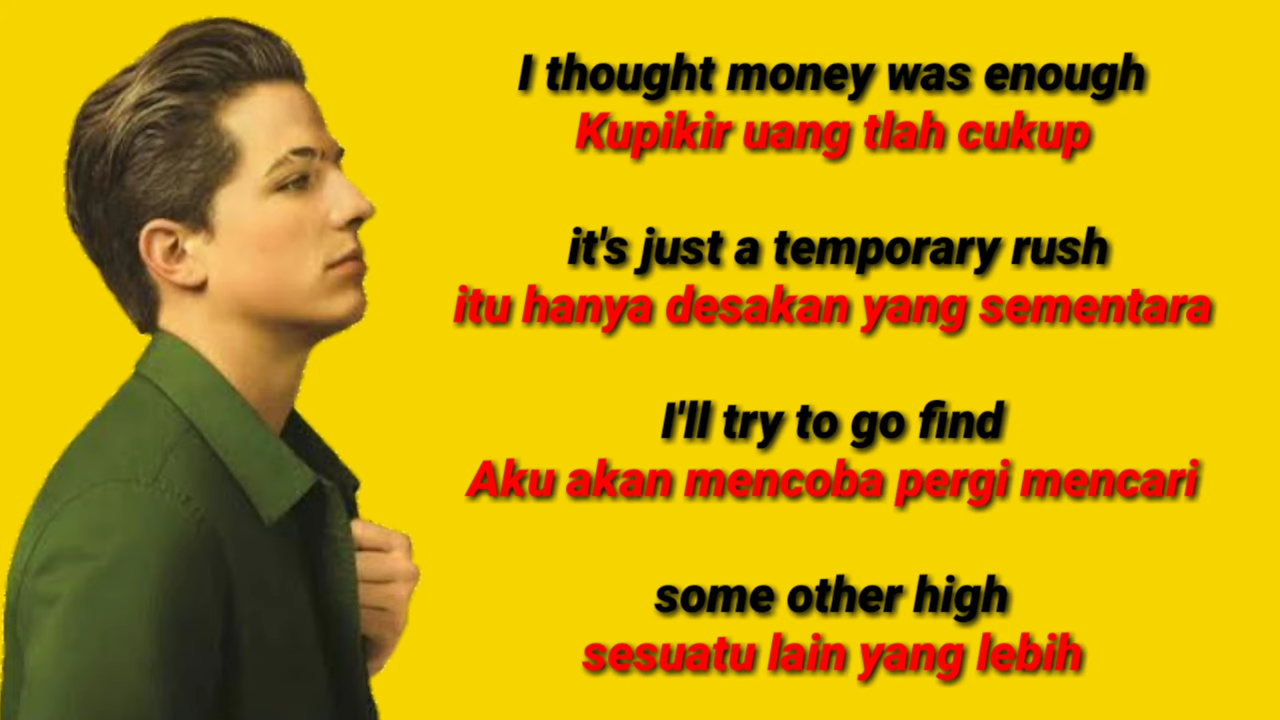 I thought money was enough
Kupikir uang tlah cukup
it's just a temporary rush
itu hanya desakan yang sementara
I'll try to go find
Aku akan mencoba pergi mencari
some other high
sesuatu lain yang lebih